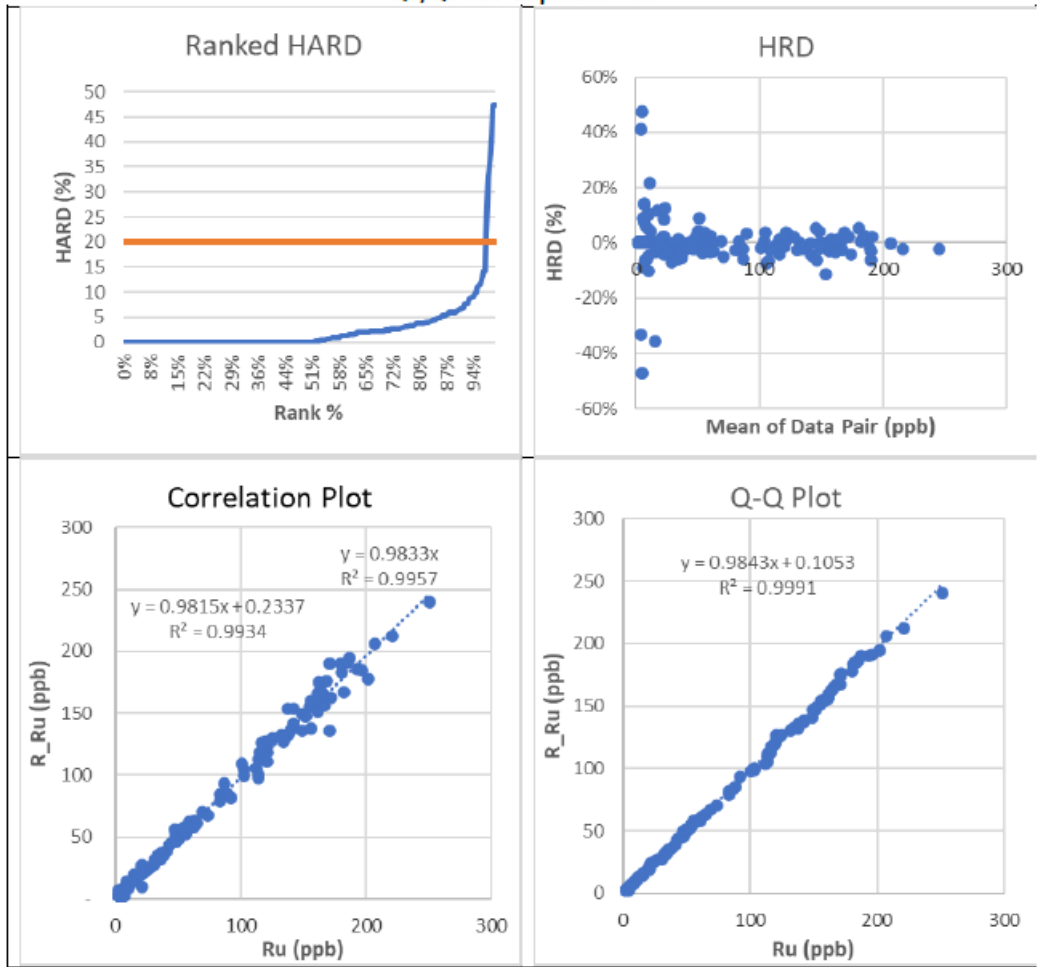 Ranked HARD
50
45
40
35
30
25
20
15
10
5
0
HARD (%)
0%
8%
15%
22%
29%
36%
44%
51%
58%
65%
72%
80%
87%
94%
Rank %
HRD
60%
40%
20%
0%
-20%
-40%
-60%
HRD (%)
0 100 200 300
Mean of Data Pair (ppb)
Correlation Plot
300
250
200
150
100
50
-
R_Ru (ppb)
y = 0.9833x
R² = 0.9957
y = 0.9815x+0.2337
R² = 0.9934
0 100 200 300
Ru (ppb)
Q-Q Plot
300
250
200
150
100
50
0
R_Ru (ppb)
y = 0.9843x+0.1053
R² = 0.9991
0 100 200 300
Ru (ppb)